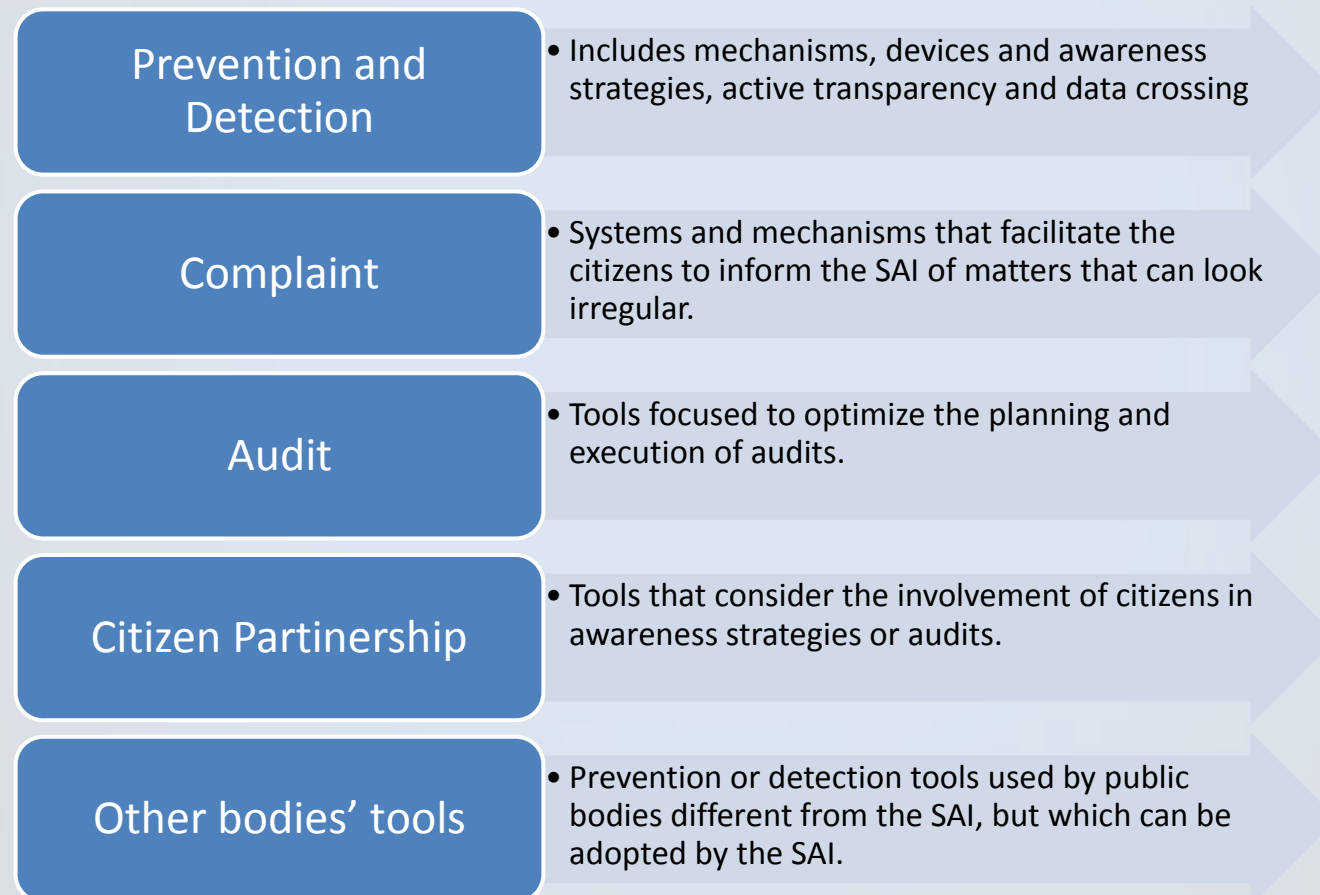 Prevention and
Detection
• Includes mechanisms, devices and awareness
strategies, active transparency and data crossing
Complaint
• Systems and mechanisms that facilitate the
citizens to inform the SAI of matters that can look
irregular.
Audit
• Tools focused to optimize the planning and
execution of audits.
Citizen Partinership
• Tools that consider the involvement of citizens in
awareness strategies or audits.
Other bodies’ tools
• Prevention or detection tools used by public
bodies different from the SAI, but which can be
adopted by the SAI.